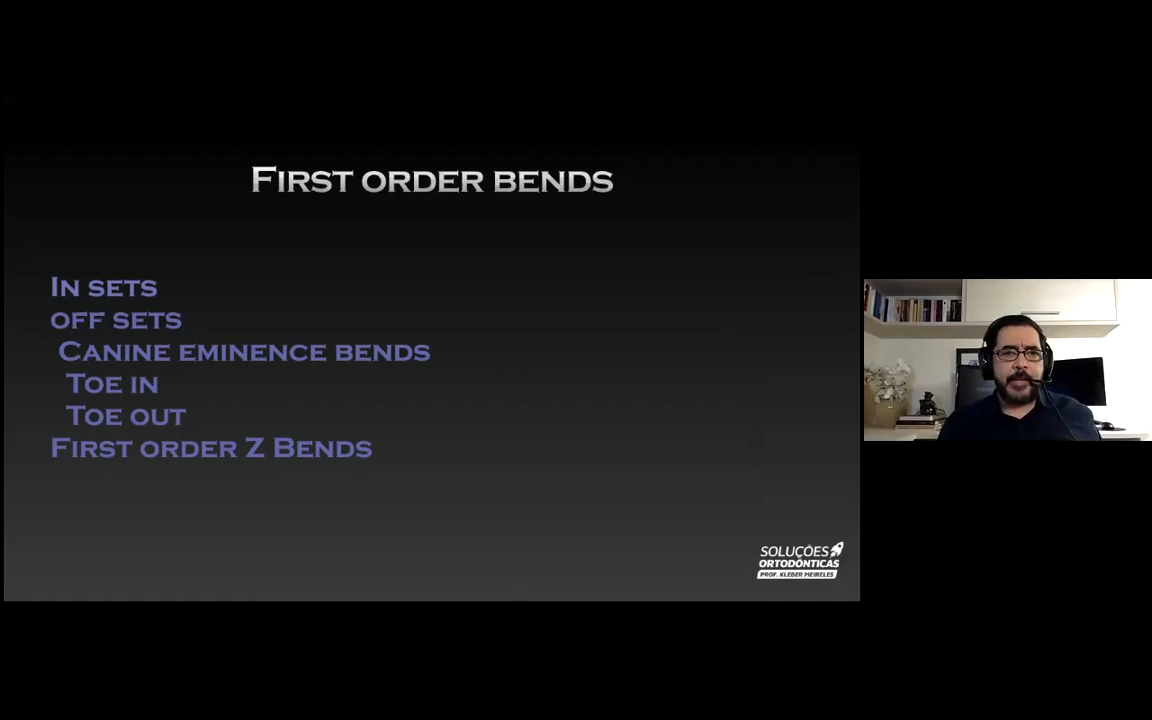 First order bends
In sets
off sets
Canine eminence bends
Toe in
Toe out
First order Z Bends
SOLUÇÕES
ORTODÔNTICAS
PROF. KLEBER MEIRELES